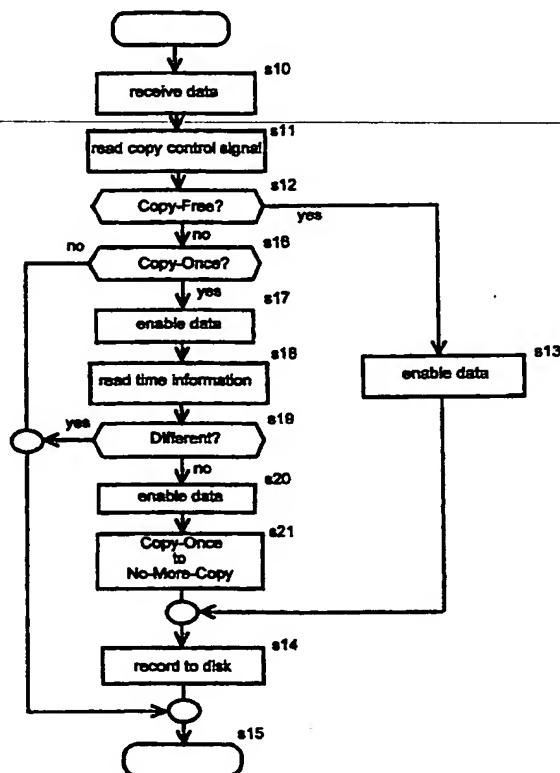 s10
receive data
s11
read copy control signal
s12
Copy-Free?
yes
no
s16
no
Copy-Once?
s17
yes
enable data
s18
s13
read time information
enable data
s19
yes
Different?
no
s20
enable data
s21
Copy-Once
to
No-More-Copy
s14
record to disk
s15